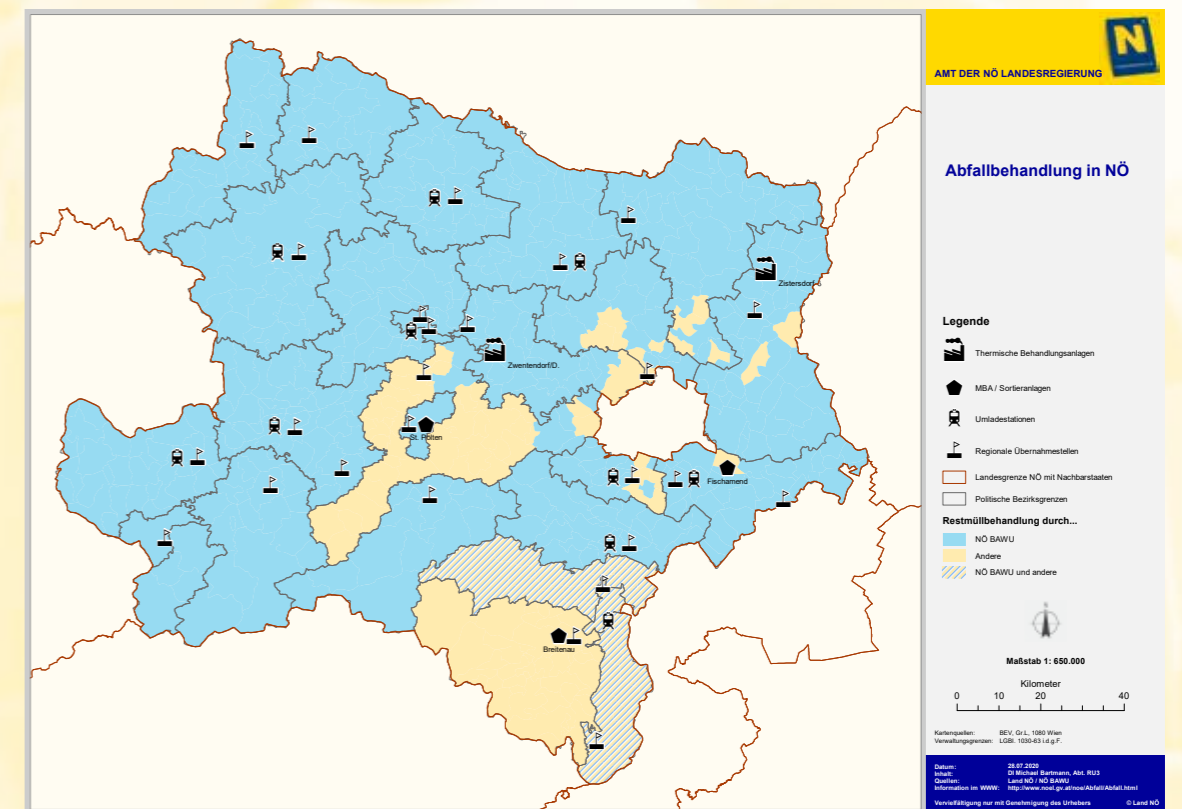 N
AMT DER NÖ LANDESREGIERUNG
Abfallbehandlung in NÖ
Zistersdorf
Zwentendorf/D.
St. Pölten
Fischamend
Breitenau
Legende
Thermische Behandlungsanlagen
MBA / Sortieranlagen
Umladestationen
Regionale Übernahmestellen
Landesgrenze NÖ mit Nachbarstaaten
Politische Bezirksgrenzen
Restmüllbehandlung durch...
NÖ BAWU
Andere
NÖ BAWU und andere
Maßstab 1: 650.000
Kilometer
0 10 20 40
Kartenquellen: BEV, Gr.L, 1080 Wien
Verwaltungsgrenzen: LGBl. 1030-83 i.d.g.F.
Datum: 28.07.2020
Inhalt: DI Michael Bartmann, Abt. RU3
Quellen: Land NÖ / NÖ BAWU
Information im WWW: http://www.noel.gv.at/noe/Abfall/Abfall.html
Vervielfältigung nur mit Genehmigung des Urhebers © Land NÖ